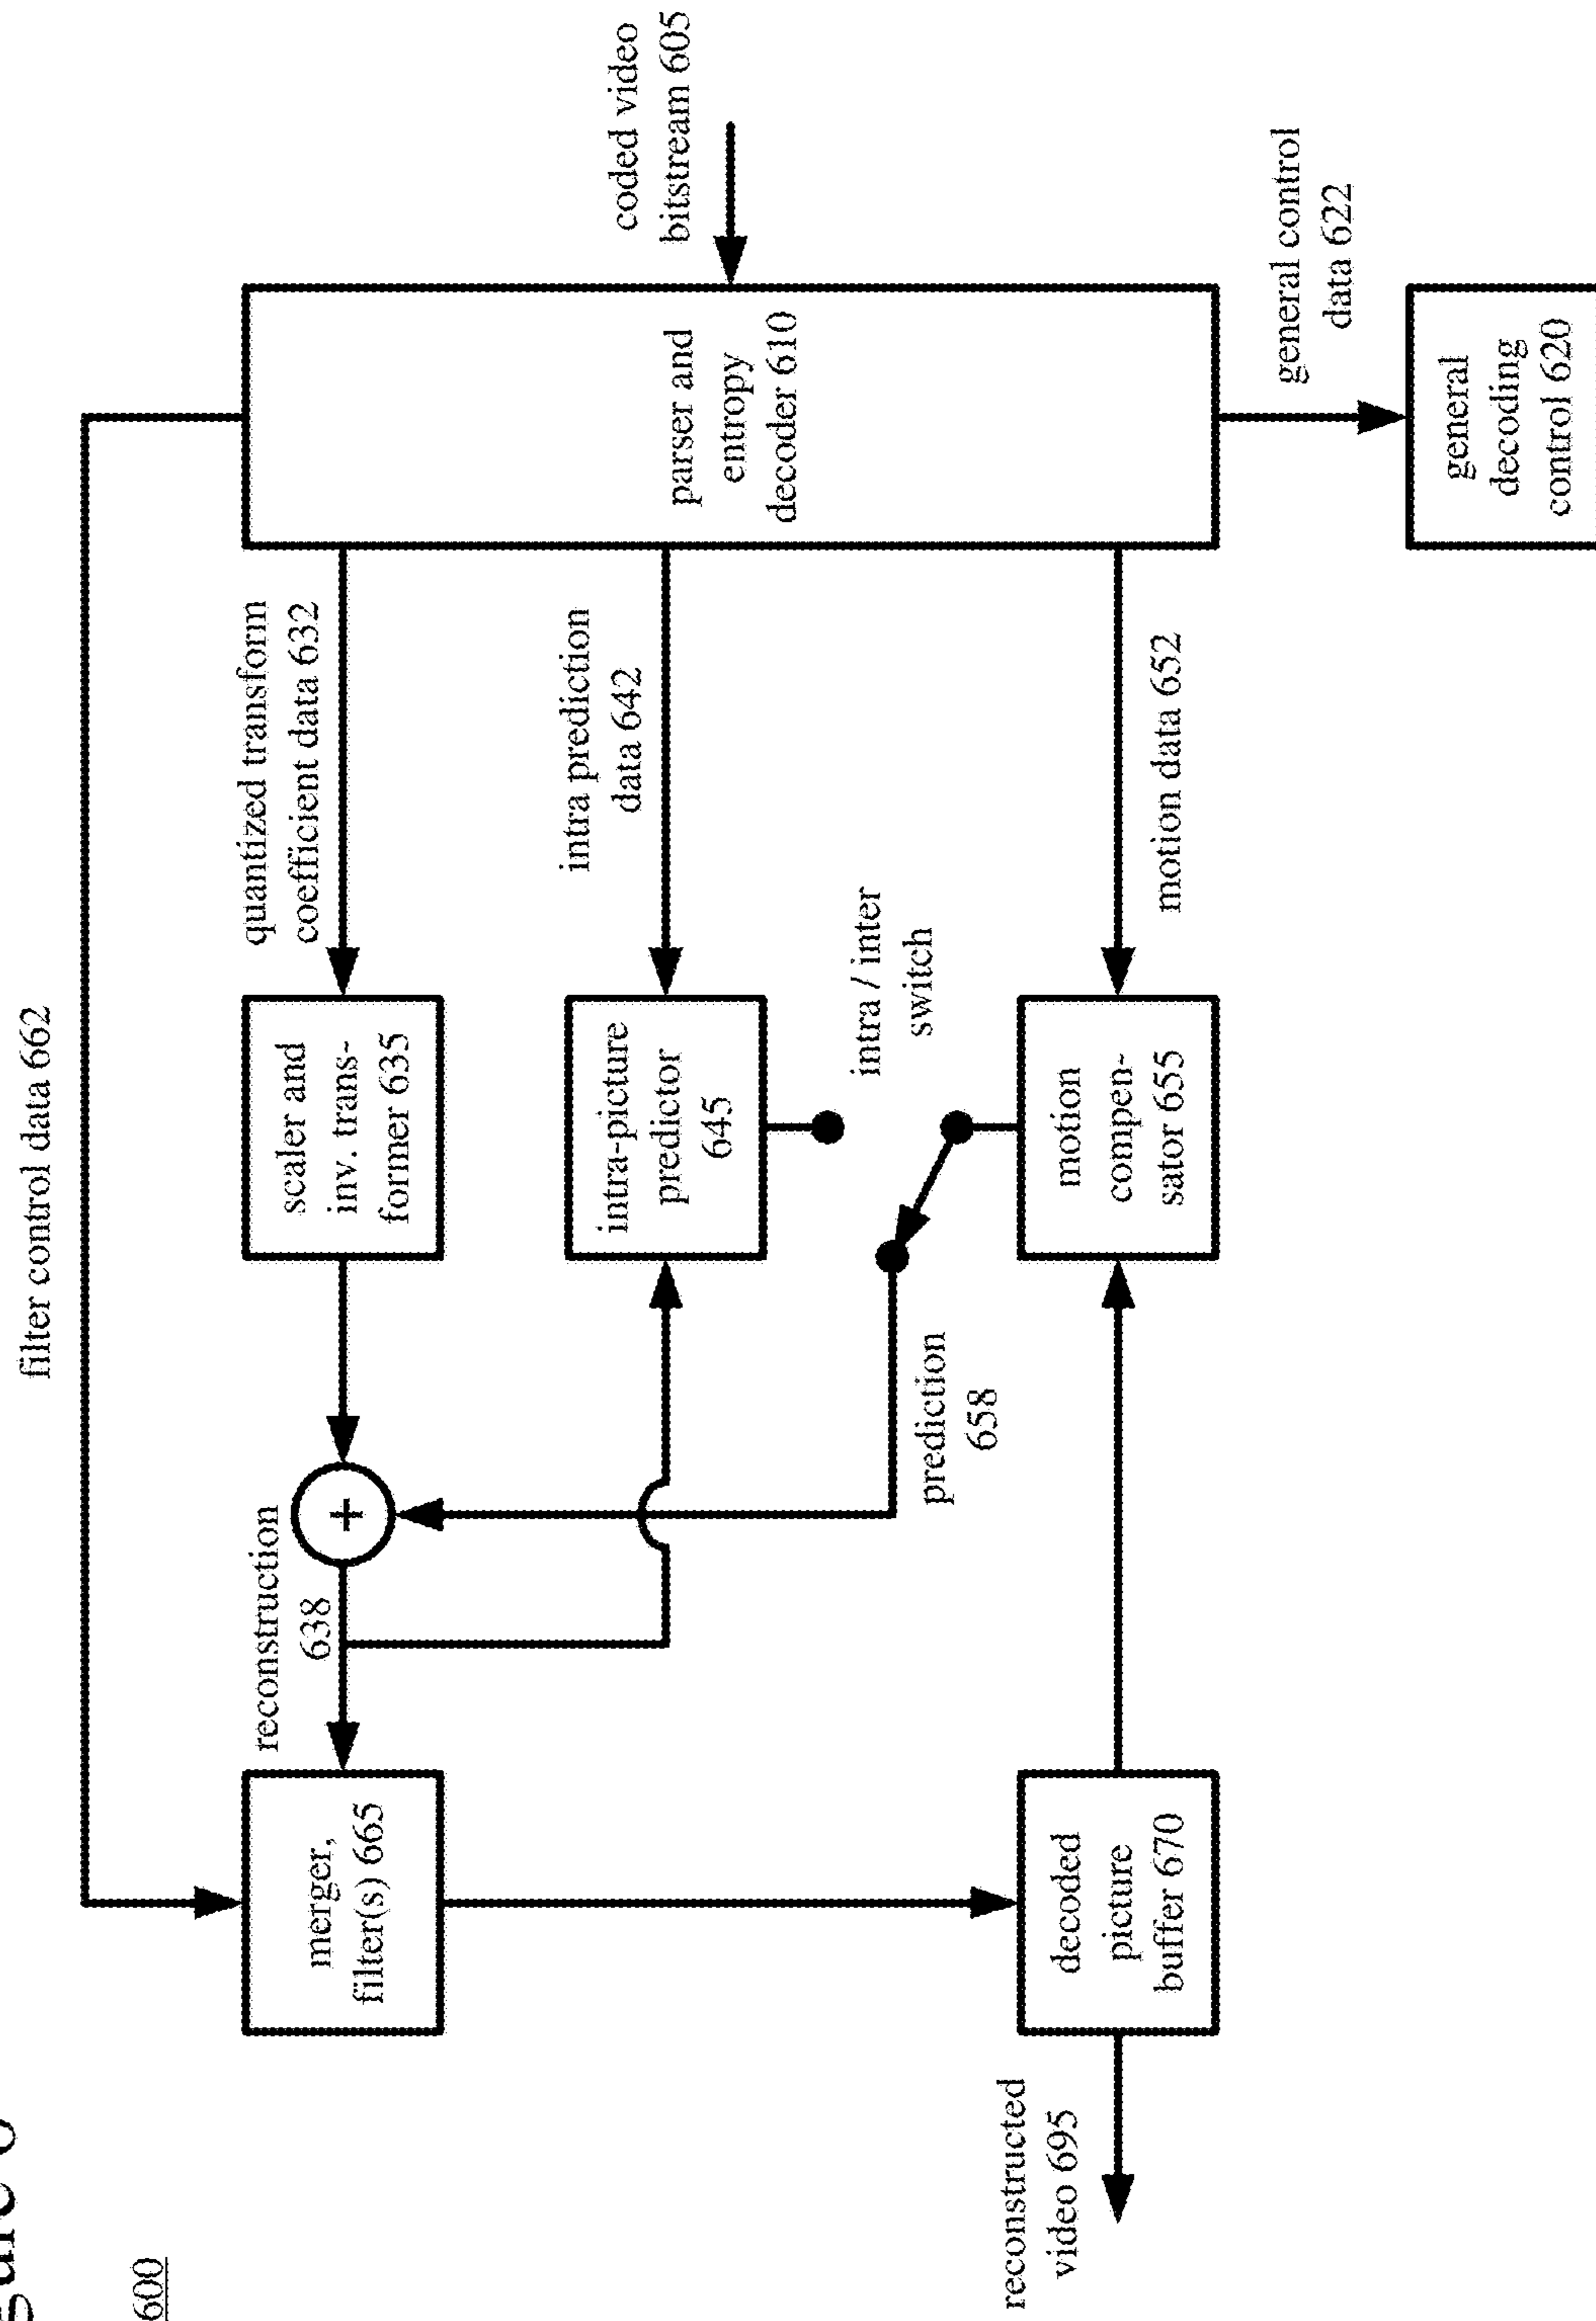 600
filter control data 662
merger,
filter(s) 665
reconstruction
638
+
scaler and
inv. trans-
former 635
quantized transform
coefficient data 632
intra-picture
predictor
645
intra prediction
data 642
parser and
entropy
decoder 610
coded video
bitstream 605
intra / inter
switch
prediction
658
reconstructed
video 695
decoded
picture
buffer 670
motion
compen-
sator 655
motion data 652
general control
data 622
general
decoding
control 620